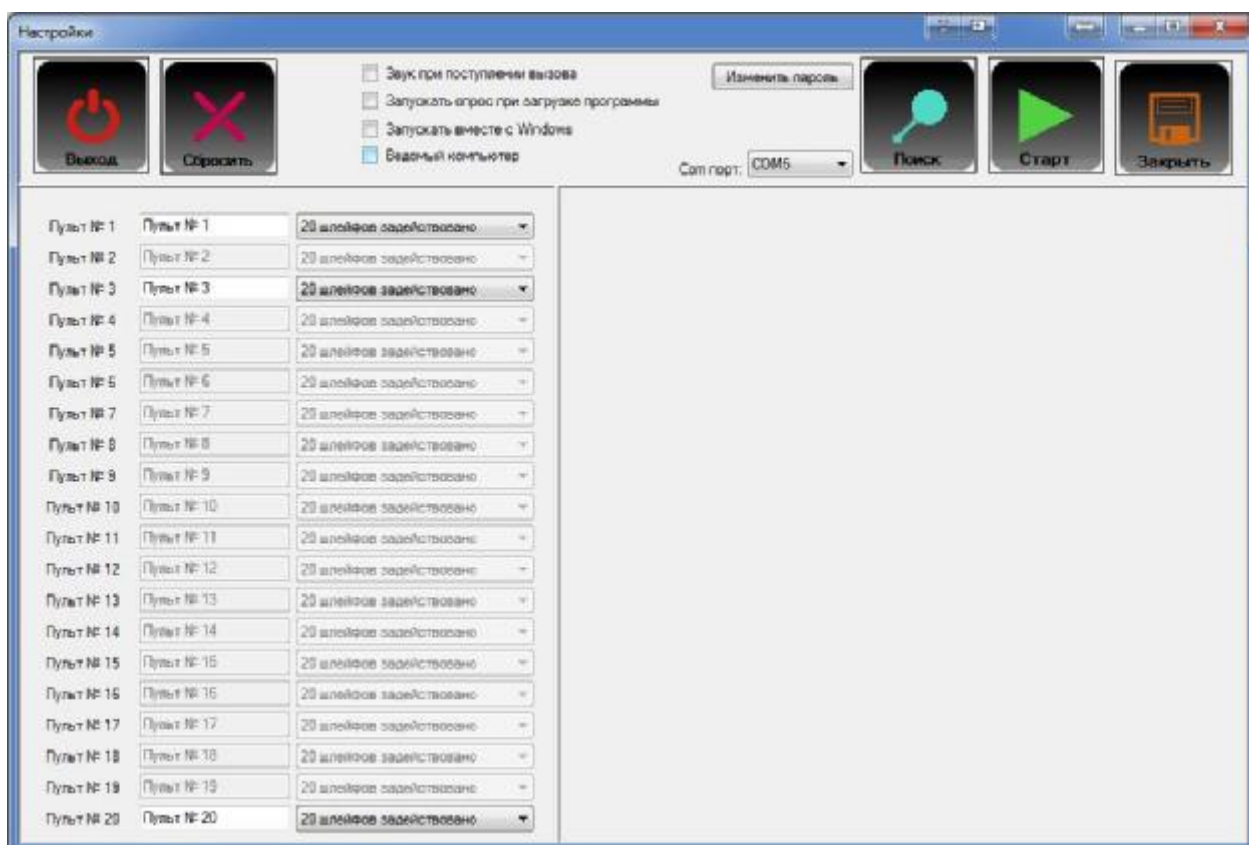 Настройки
Выход
Сбросить
Звук при поступлении вызова
Запускать опрос при загрузке программы
Запускать вместе с Windows
Ведомый компьютер
Изменить пароль
Com порт: COM5
Поиск
Старт
Закрыть
Пульт № 1 Пульт № 1 20 шлейфов задействовано
Пульт № 2 Пульт № 2 20 шлейфов задействовано
Пульт № 3 Пульт № 3 20 шлейфов задействовано
Пульт № 4 Пульт № 4 20 шлейфов задействовано
Пульт № 5 Пульт № 5 20 шлейфов задействовано
Пульт № 6 Пульт № 6 20 шлейфов задействовано
Пульт № 7 Пульт № 7 20 шлейфов задействовано
Пульт № 8 Пульт № 8 20 шлейфов задействовано
Пульт № 9 Пульт № 9 20 шлейфов задействовано
Пульт № 10 Пульт № 10 20 шлейфов задействовано
Пульт № 11 Пульт № 11 20 шлейфов задействовано
Пульт № 12 Пульт № 12 20 шлейфов задействовано
Пульт № 13 Пульт № 13 20 шлейфов задействовано
Пульт № 14 Пульт № 14 20 шлейфов задействовано
Пульт № 15 Пульт № 15 20 шлейфов задействовано
Пульт № 16 Пульт № 16 20 шлейфов задействовано
Пульт № 17 Пульт № 17 20 шлейфов задействовано
Пульт № 18 Пульт № 18 20 шлейфов задействовано
Пульт № 19 Пульт № 19 20 шлейфов задействовано
Пульт № 20 Пульт № 20 20 шлейфов задействовано